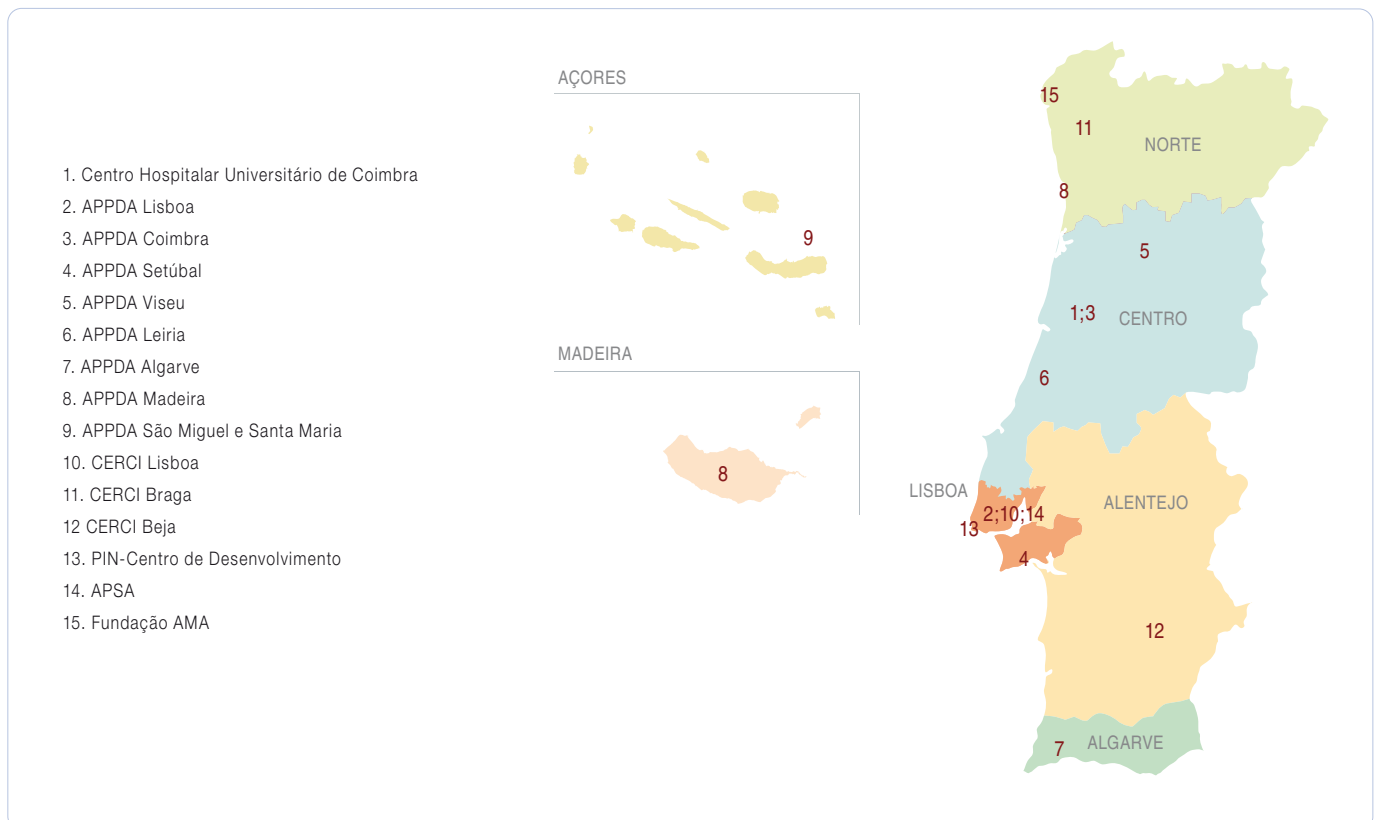 1. Centro Hospitalar Universitário de Coimbra
2. APPDA Lisboa
3. APPDA Coimbra
4. APPDA Setúbal
5. APPDA Viseu
6. APPDA Leiria
7. APPDA Algarve
8. APPDA Madeira
9. APPDA São Miguel e Santa Maria
10. CERCI Lisboa
11. CERCI Braga
12 CERCI Beja
13. PIN-Centro de Desenvolvimento
14. APSA
15. Fundação AMA
AÇORES
9
MADEIRA
8
15
11
NORTE
8
5
1;3
CENTRO
6
LISBOA
2;10;14
13
4
ALENTEJO
12
7
ALGARVE